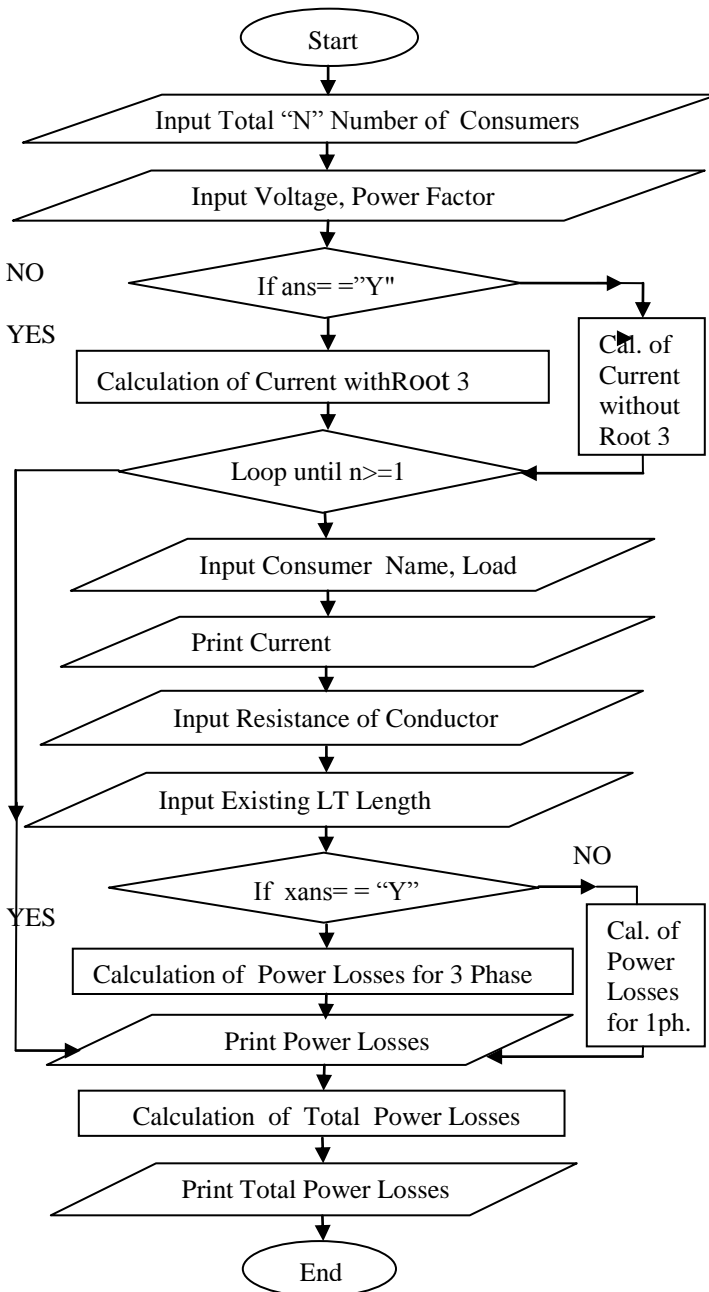 Start
Input Total “N” Number of Consumers
Input Voltage, Power Factor
NO
If ans= =”Y"
YES
Calculation of Current withRoot 3
Cal. of
Current
without
Root 3
Loop until n>=1
Input Consumer Name, Load
Print Current
Input Resistance of Conductor
Input Existing LT Length
NO
If xans= = “Y”
YES
Calculation of Power Losses for 3 Phase
Cal. of
Power
Losses
for 1ph.
Print Power Losses
Calculation of Total Power Losses
Print Total Power Losses
End